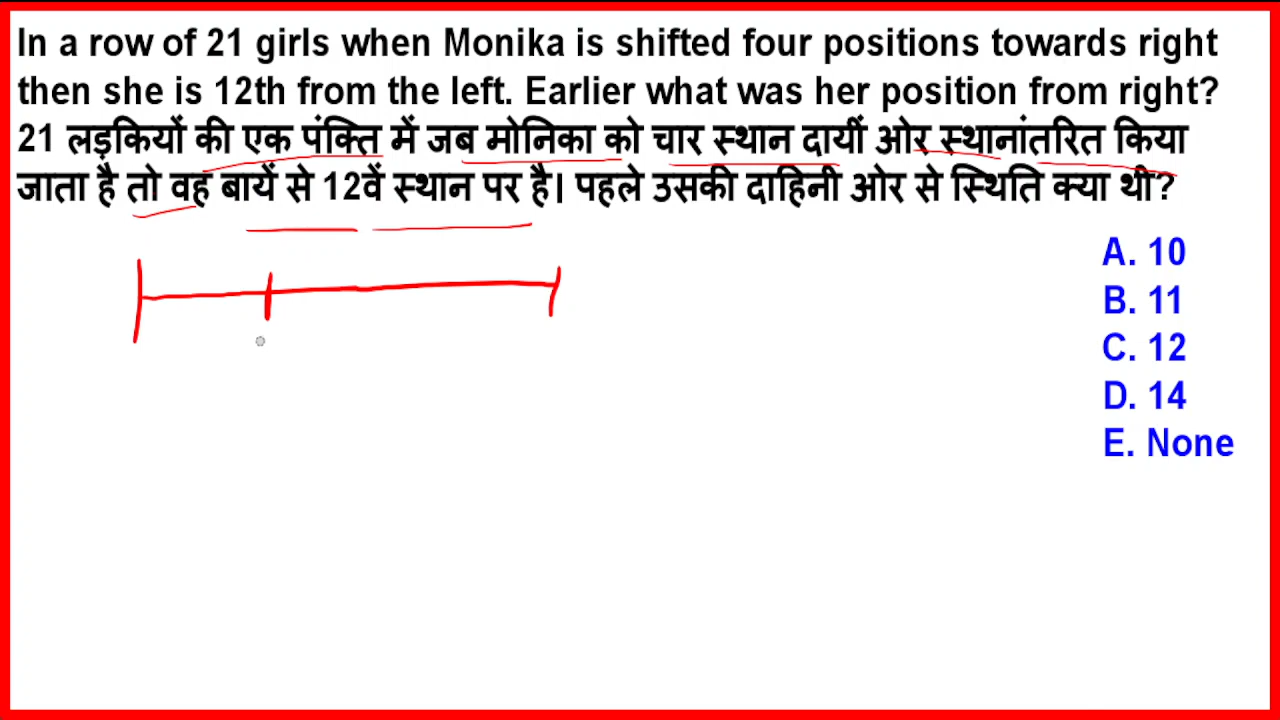 In a row of 21 girls when Monika is shifted four positions towards right
then she is 12th from the left. Earlier what was her position from right?
21 लड़कियों की एक पंक्ति में जब मोनिका को चार स्थान दायीं ओर स्थानांतरित किया
जाता है तो वह बायें से 12वें स्थान पर है। पहले उसकी दाहिनी ओर से स्थिति क्या थी?
A. 10
B. 11
C. 12
D. 14
E. None